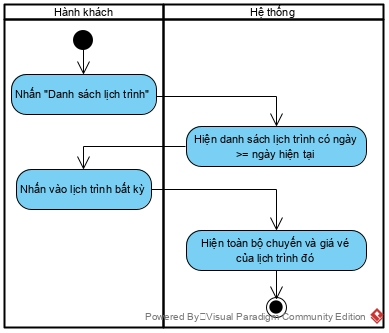 Hành khách
Hệ thống
Nhấn "Danh sách lịch trình"
Hiện danh sách lịch trình có ngày
>= ngày hiện tại
Nhấn vào lịch trình bất kỳ
Hiện toàn bộ chuyến và giá vé
của lịch trình đó
Powered By Visual Paradigm Community Edition